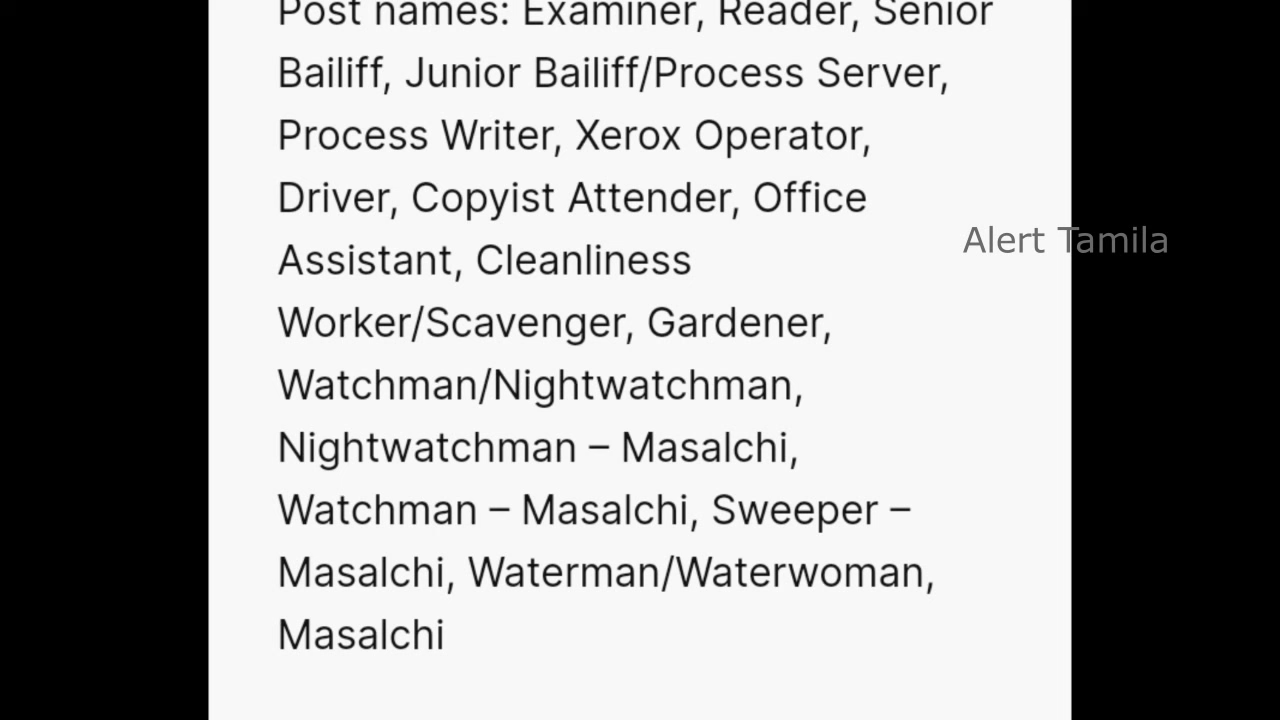 Post names: Examiner, Reader, Senior
Bailiff, Junior Bailiff/Process Server,
Process Writer, Xerox Operator,
Driver, Copyist Attender, Office
Assistant, Cleanliness
Worker/Scavenger, Gardener,
Watchman/Nightwatchman,
Nightwatchman – Masalchi,
Watchman – Masalchi, Sweeper –
Masalchi, Waterman/Waterwoman,
Masalchi
Alert Tamila